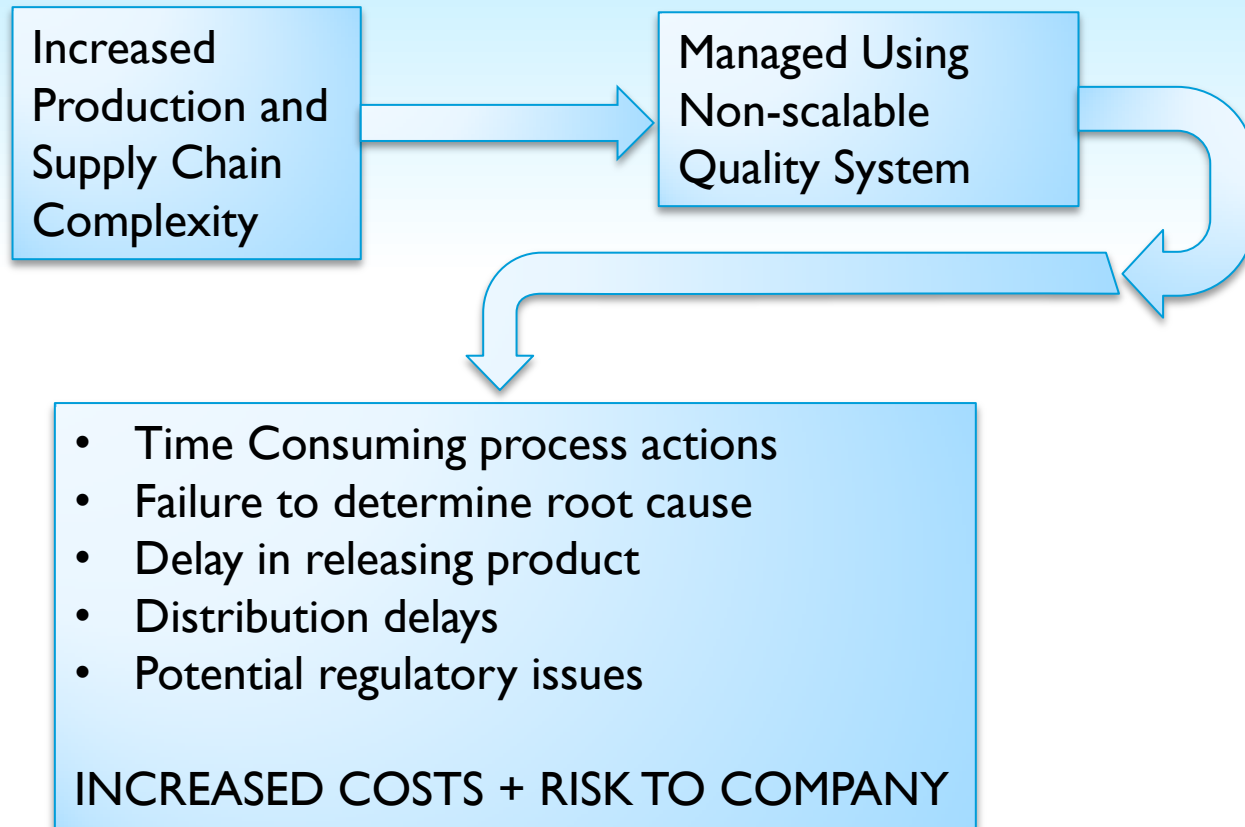 Increased
Production and
Supply Chain
Complexity
Managed Using
Non-scalable
Quality System
• Time Consuming process actions
• Failure to determine root cause
• Delay in releasing product
• Distribution delays
• Potential regulatory issues
INCREASED COSTS + RISK TO COMPANY